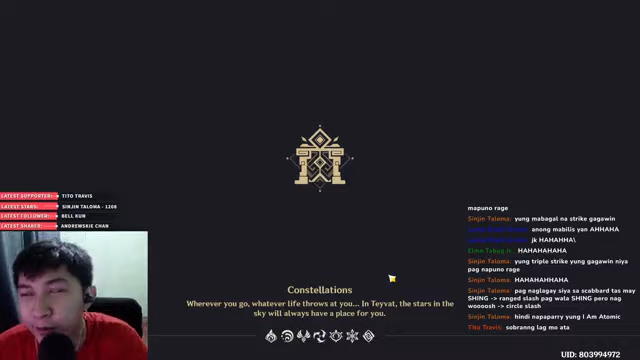 LATEST SUPPORTER: TITO TRAVIS
LATEST STARS: SINJIN TALOMA - 1208
LATEST FOLLOWER: BELL KUN
LATEST SHARER: ANDREWSKIE CHAN
Constellations
Wherever you go, whatever life throws at you... In Teyvat, the stars in the
sky will always have a place for you.
mapuno rage
Sinjin Taloma: yung mabagal na strike gagawin
anong mabilis yan AHHAHA
jk HAHAHHA\
HAHAHAHAHA
Sinjin Taloma: yung triple strike yung gagawin niya
pag napuno rage
Sinjin Taloma: HAHAHAHHAHA
Sinjin Taloma: pag naglagay siya sa scabbard tas may
SHING -> ranged slash pag wala SHING pero nag
woooosh -> circle slash
Sinjin Taloma: hindi napaparry yung I Am Atomic
Tito Travis: sobranng lag mo ata
UID: 803994972